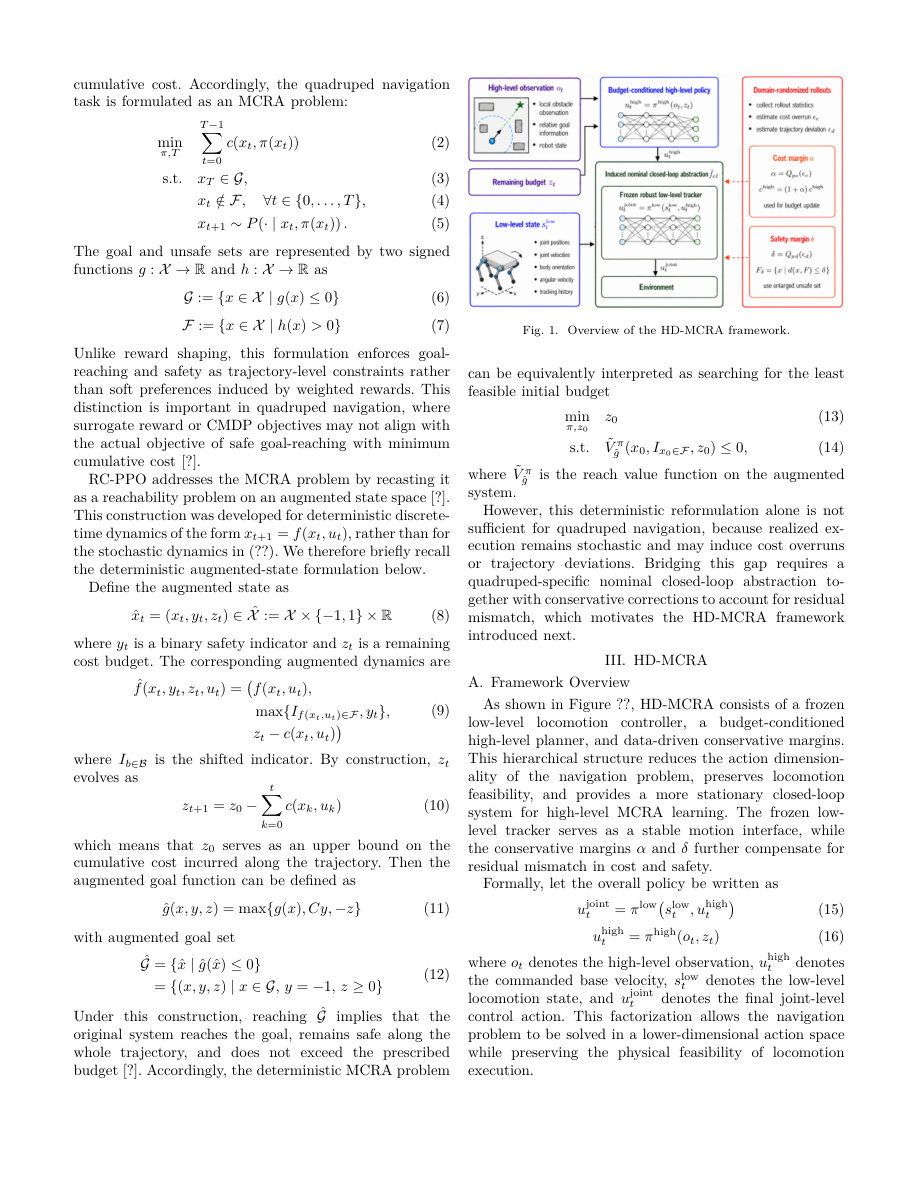 cumulative cost. Accordingly, the quadruped navigation
task is formulated as an MCRA problem:
min_{π,T} ∑_{t=0}^{T−1} c(x_t, π(x_t)) (2)
s.t. x_T ∈ 𝒢, (3)
x_t ∉ ℱ, ∀t ∈ {0, . . . , T}, (4)
x_{t+1} ∼ P(· | x_t, π(x_t)) . (5)
The goal and unsafe sets are represented by two signed
functions g : 𝒳 → ℝ and h : 𝒳 → ℝ as
𝒢 := {x ∈ 𝒳 | g(x) ≤ 0} (6)
ℱ := {x ∈ 𝒳 | h(x) > 0} (7)
Unlike reward shaping, this formulation enforces goal-
reaching and safety as trajectory-level constraints rather
than soft preferences induced by weighted rewards. This
distinction is important in quadruped navigation, where
surrogate reward or CMDP objectives may not align with
the actual objective of safe goal-reaching with minimum
cumulative cost [?].
RC-PPO addresses the MCRA problem by recasting it
as a reachability problem on an augmented state space [?].
This construction was developed for deterministic discrete-
time dynamics of the form x_{t+1} = f(x_t, u_t), rather than for
the stochastic dynamics in (??). We therefore briefly recall
the deterministic augmented-state formulation below.
Define the augmented state as
x̂_t = (x_t, y_t, z_t) ∈ 𝒳̂ := 𝒳 × {−1, 1} × ℝ (8)
where y_t is a binary safety indicator and z_t is a remaining
cost budget. The corresponding augmented dynamics are
f̂(x_t, y_t, z_t, u_t) = (f(x_t, u_t),
max{I_{f(x_t,u_t)∈ℱ}, y_t}, (9)
z_t − c(x_t, u_t))
where I_{b∈ℬ} is the shifted indicator. By construction, z_t
evolves as
z_{t+1} = z_0 − ∑_{k=0}^{t} c(x_k, u_k) (10)
which means that z_0 serves as an upper bound on the
cumulative cost incurred along the trajectory. Then the
augmented goal function can be defined as
ĝ(x, y, z) = max{g(x), Cy, −z} (11)
with augmented goal set
𝒢̂ = {x̂ | ĝ(x̂) ≤ 0}
= {(x, y, z) | x ∈ 𝒢, y = −1, z ≥ 0} (12)
Under this construction, reaching 𝒢̂ implies that the
original system reaches the goal, remains safe along the
whole trajectory, and does not exceed the prescribed
budget [?]. Accordingly, the deterministic MCRA problem
High-level observation o_t
local obstacle
observation
relative goal
information
robot state
Remaining budget z_t
Low-level state s_t^low
z
x
y
joint positions
joint velocities
body orientation
angular velocity
tracking history
Budget-conditioned high-level policy
u_t^high = π^high(o_t, z_t)
u_t^high
Induced nominal closed-loop abstraction f̄_cl
Frozen robust low-level tracker
u_t^joint = π^low(s_t^low, u_t^high)
u_t^joint
Environment
Domain-randomized rollouts
collect rollout statistics
estimate cost overrun ϵ_c
estimate trajectory deviation ϵ_d
Cost margin α
c^high = (1 + α) c^high
used for budget update
Safety margin δ
F_δ = {x | d(x, F) ≤ δ}
use enlarged unsafe set
Fig. 1. Overview of the HD-MCRA framework.
can be equivalently interpreted as searching for the least
feasible initial budget
min_{π,z_0} z_0 (13)
s.t. Ṽ_ĝ^π(x_0, I_{x_0∈ℱ}, z_0) ≤ 0, (14)
where Ṽ_ĝ^π is the reach value function on the augmented
system.
However, this deterministic reformulation alone is not
sufficient for quadruped navigation, because realized ex-
ecution remains stochastic and may induce cost overruns
or trajectory deviations. Bridging this gap requires a
quadruped-specific nominal closed-loop abstraction to-
gether with conservative corrections to account for residual
mismatch, which motivates the HD-MCRA framework
introduced next.
III. HD-MCRA
A. Framework Overview
As shown in Figure ??, HD-MCRA consists of a frozen
low-level locomotion controller, a budget-conditioned
high-level planner, and data-driven conservative margins.
This hierarchical structure reduces the action dimension-
ality of the navigation problem, preserves locomotion
feasibility, and provides a more stationary closed-loop
system for high-level MCRA learning. The frozen low-
level tracker serves as a stable motion interface, while
the conservative margins α and δ further compensate for
residual mismatch in cost and safety.
Formally, let the overall policy be written as
u_t^joint = π^low(s_t^low, u_t^high) (15)
u_t^high = π^high(o_t, z_t) (16)
where o_t denotes the high-level observation, u_t^high denotes
the commanded base velocity, s_t^low denotes the low-level
locomotion state, and u_t^joint denotes the final joint-level
control action. This factorization allows the navigation
problem to be solved in a lower-dimensional action space
while preserving the physical feasibility of locomotion
execution.